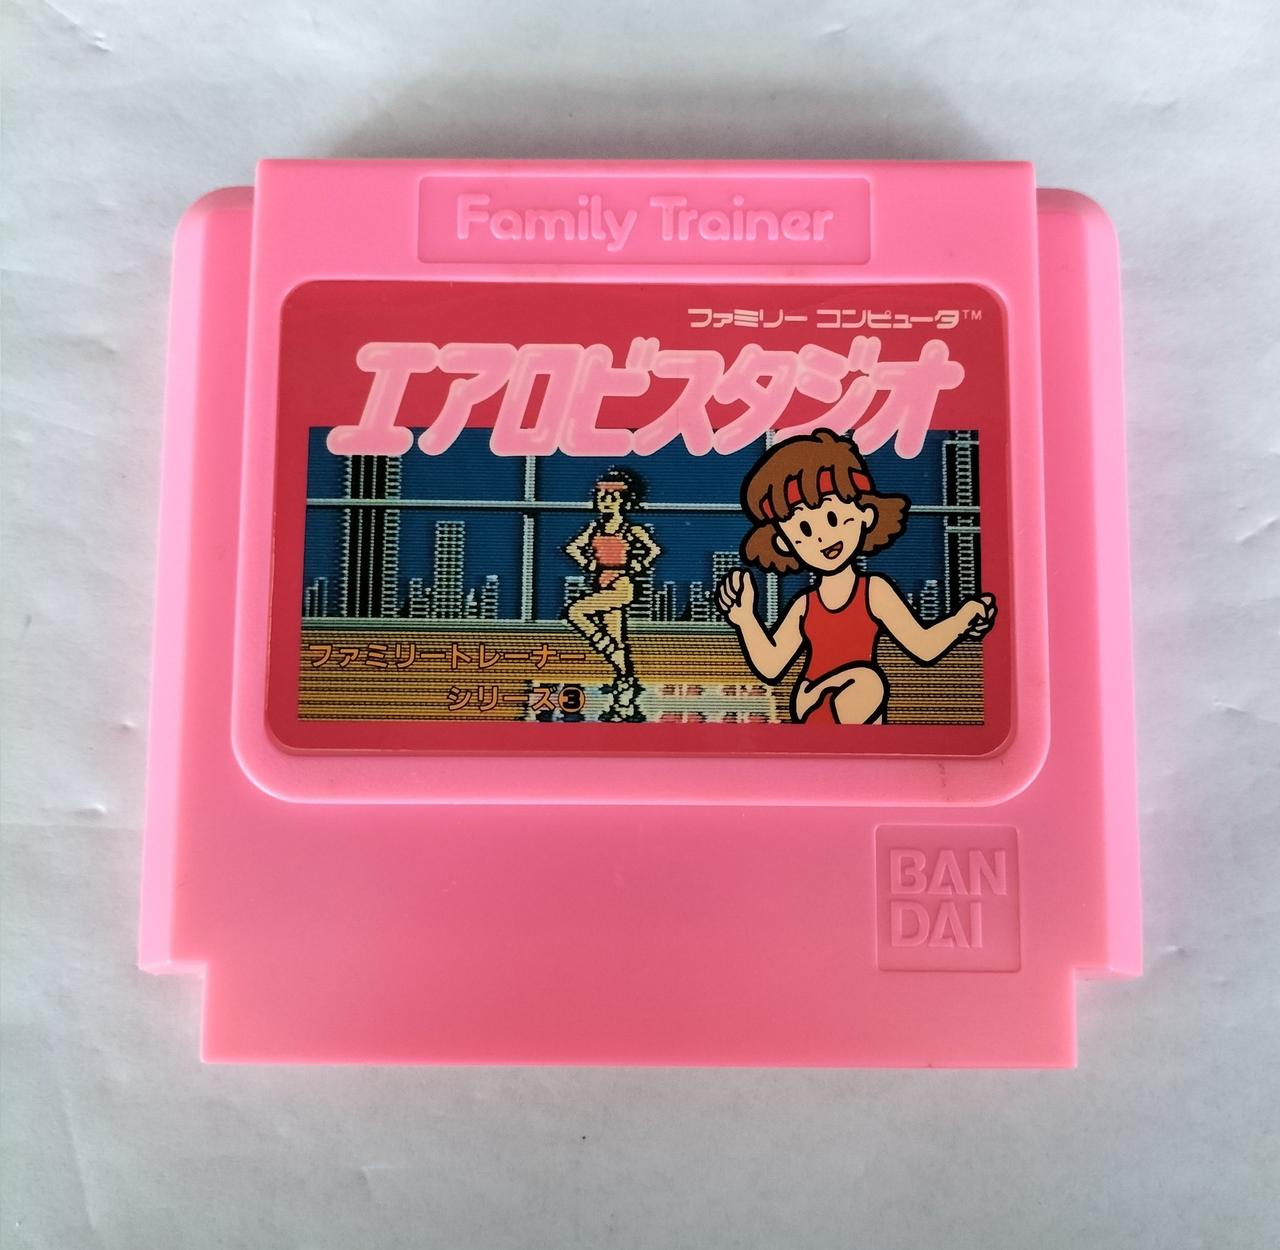 Family Trainer
ファミリー コンピュータ™
エアロビスタジオ
ファミリートレーナー
シリーズ❸
BAN
DAI